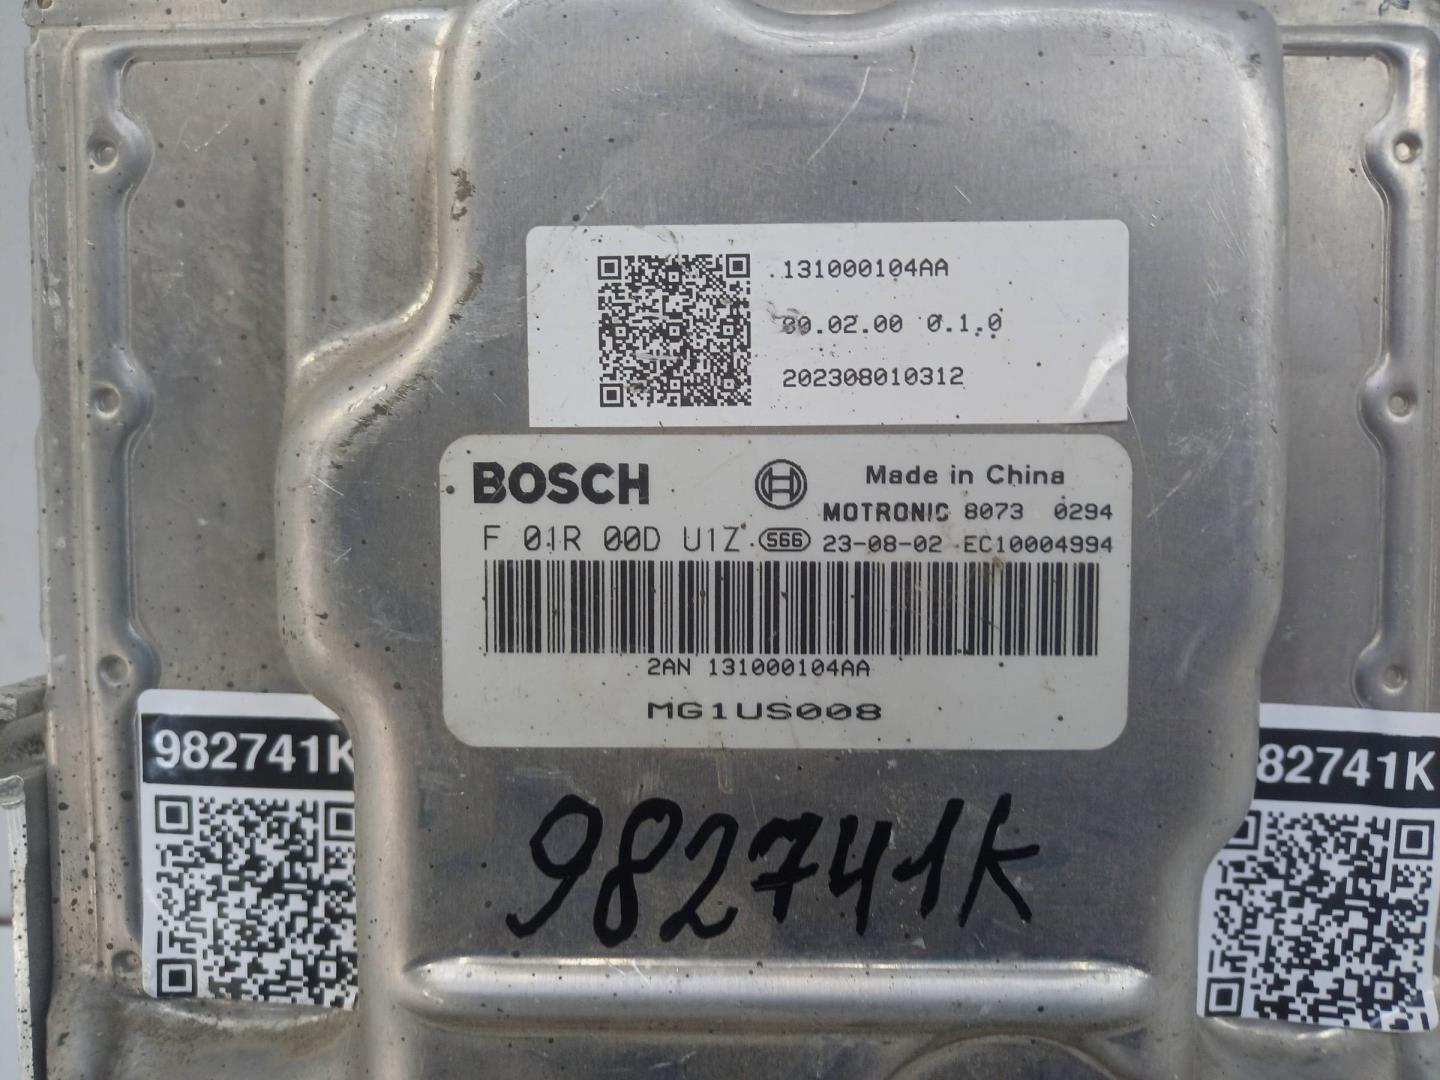 131000104AA
80.02.00 0.1.0
202308010312
BOSCH
Made in China
MOTRONIC 8073 0294
F 01R 00D U1Z 566 23-08-02 EC10004994
2AN 131000104AA
MG1US008
982741K
82741K
982741K